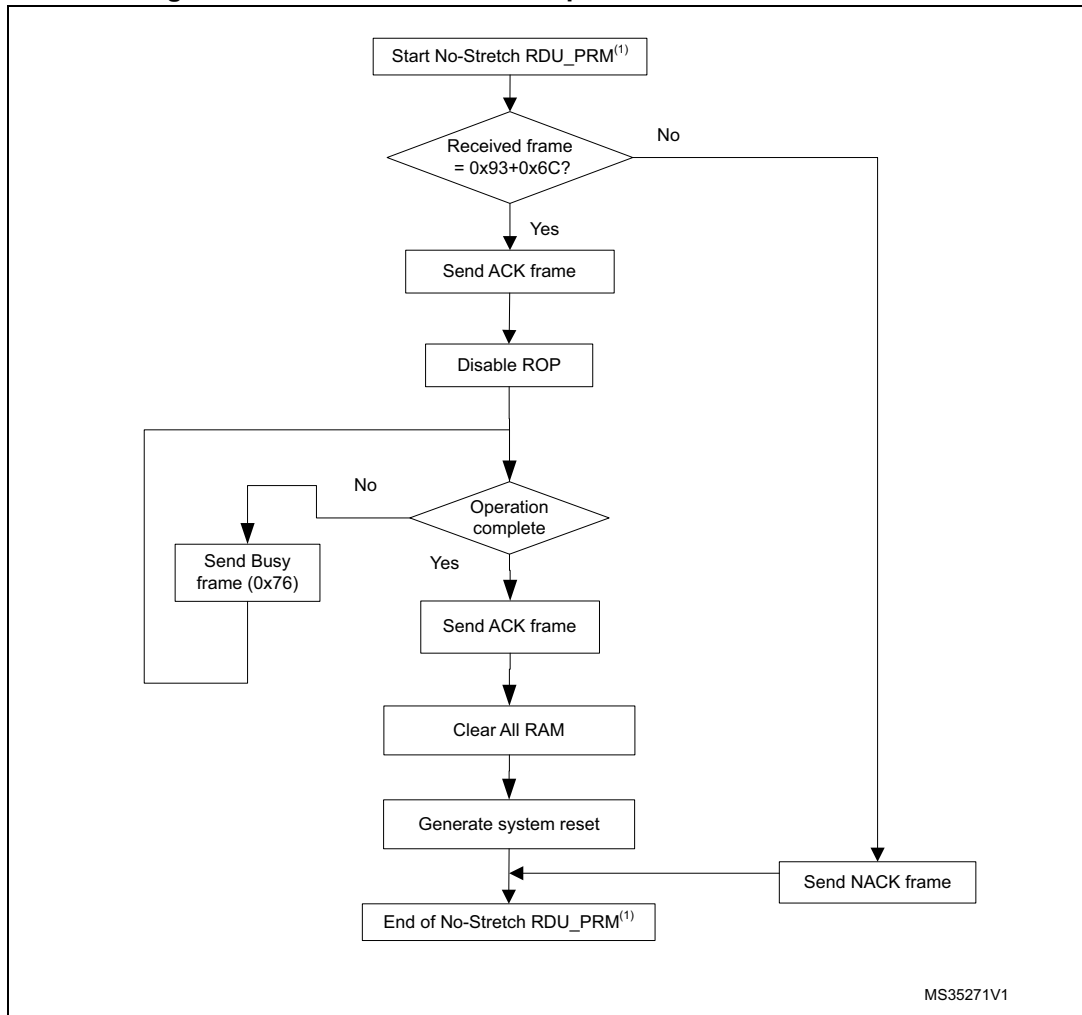 Start No-Stretch RDU_PRM(1)
No
Received frame
= 0x93+0x6C?
Yes
Send ACK frame
Disable ROP
No
Operation
complete
Send Busy
frame (0x76)
Yes
Send ACK frame
Clear All RAM
Generate system reset
Send NACK frame
End of No-Stretch RDU_PRM(1)
MS35271V1